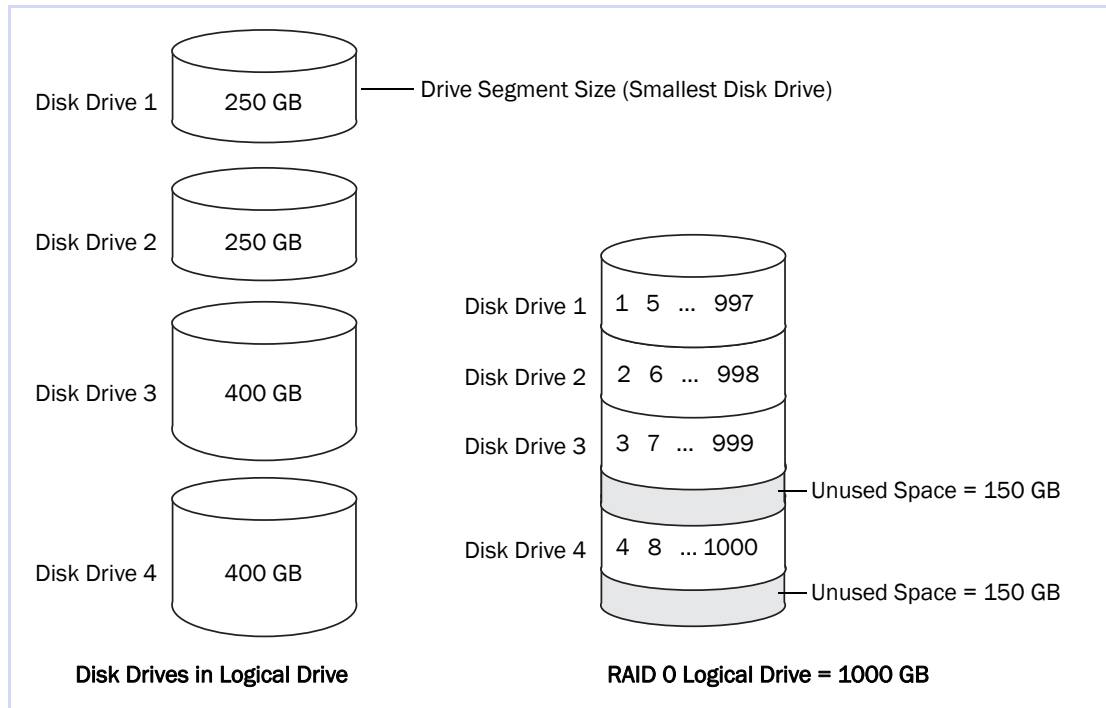 Disk Drive 1
250 GB
Drive Segment Size (Smallest Disk Drive)
Disk Drive 2
250 GB
Disk Drive 3
400 GB
Disk Drive 4
400 GB
Disk Drives in Logical Drive
Disk Drive 1
1 5 ... 997
Disk Drive 2
2 6 ... 998
Disk Drive 3
3 7 ... 999
Unused Space = 150 GB
Disk Drive 4
4 8 ... 1000
Unused Space = 150 GB
RAID 0 Logical Drive = 1000 GB